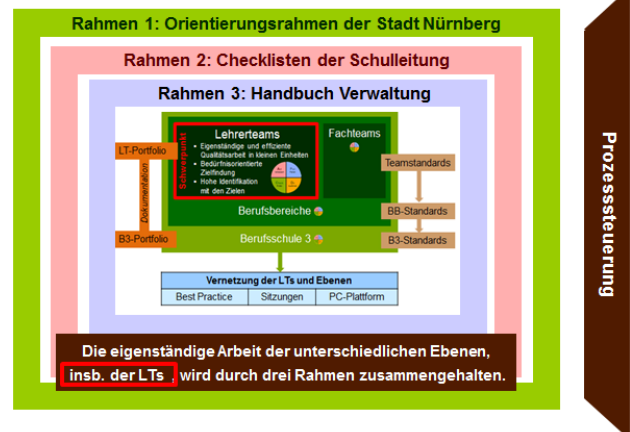 Rahmen 1: Orientierungsrahmen der Stadt Nürnberg
Rahmen 2: Checklisten der Schulleitung
Rahmen 3: Handbuch Verwaltung
Lehrerteams
Schwerpunkt
• Eigenständige und effiziente
Qualitätsarbeit in kleinen Einheiten
• Bedürfnisorientierte
Zielfindung
• Hohe Identifikation
mit den Zielen
Fachteams
LT-Portfolio
Dokumentation
B3-Portfolio
Teamstandards
BB-Standards
B3-Standards
Berufsbereiche
Berufsschule 3
Vernetzung der LTs und Ebenen
Best Practice
Sitzungen
PC-Plattform
Die eigenständige Arbeit der unterschiedlichen Ebenen,
insb. der LTs , wird durch drei Rahmen zusammengehalten.
Prozesssteuerung